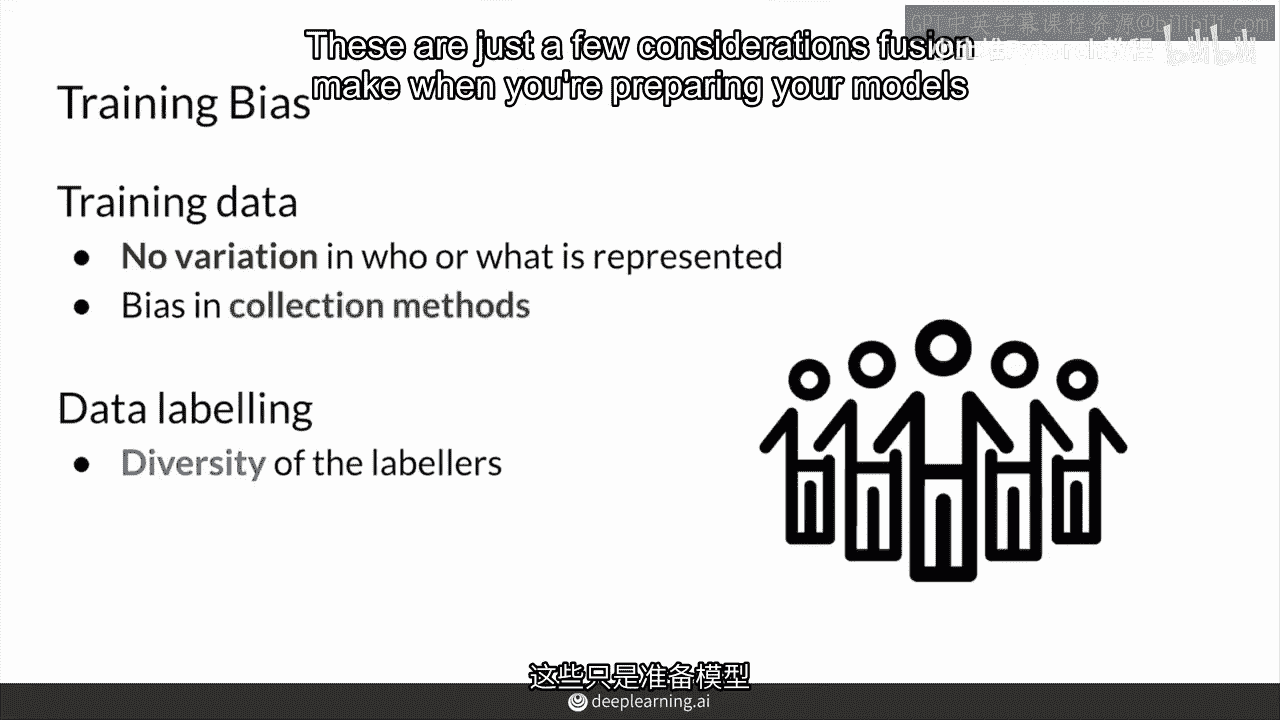 GPT中英字幕课程资源@bilibili.com
These are just a few considerations fusion
make when you're preparing your models
Training Bias
Training data
● No variation in who or what is represented
● Bias in collection methods
Data labelling
● Diversity of the labellers
这些只是准备模型
deeplearning.ai